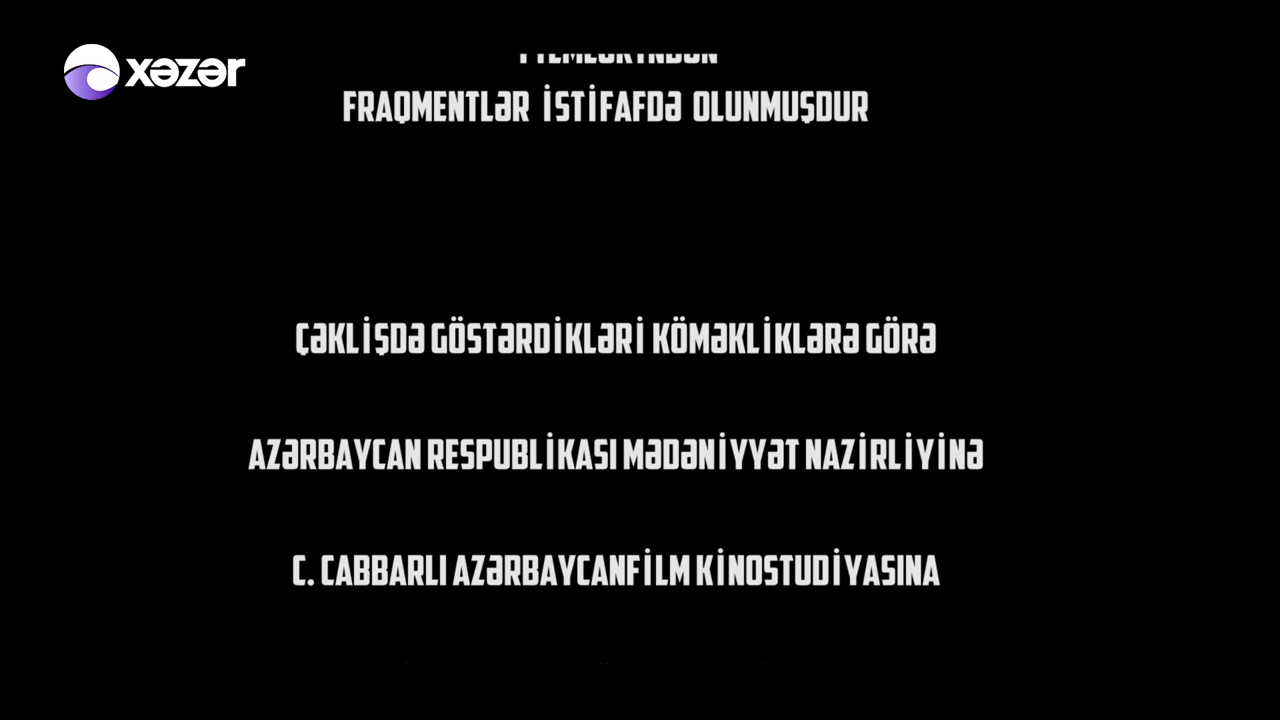 xəzər
FRAQMENTLƏR İSTİFAFDƏ OLUNMUŞDUR
ÇƏKLİŞDƏ GÖSTƏRDİKLƏRİ KÖMƏKLİKLƏRƏ GÖRƏ
AZƏRBAYCAN RESPUBLİKASI MƏDƏNİYYƏT NAZİRLİYİNƏ
C. CABBARLI AZƏRBAYCANFİLM KİNOSTUDİYASINA